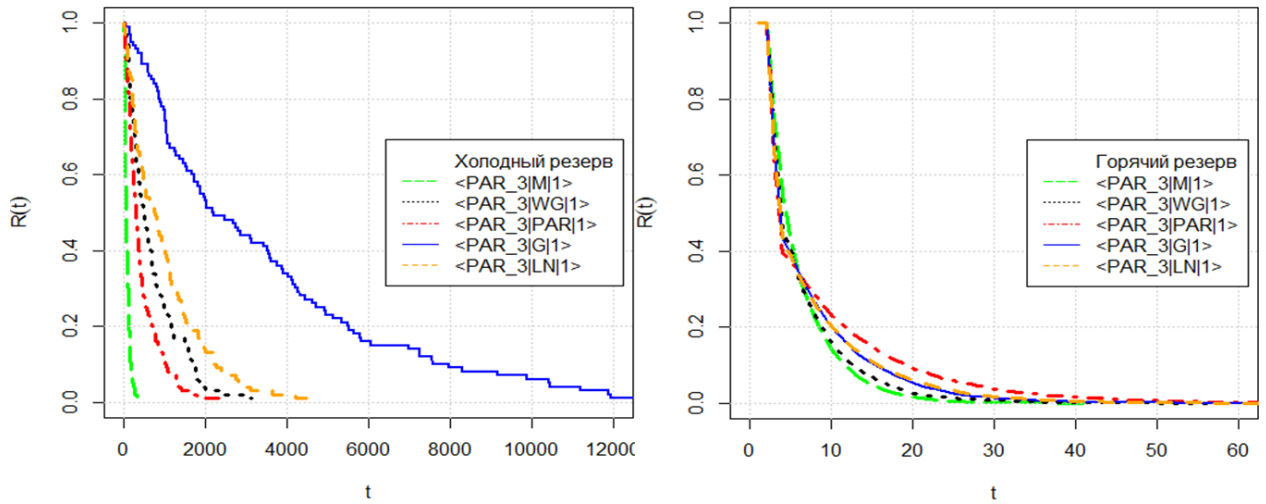 R(t)
1.0
0.8
0.6
0.4
0.2
0.0
Холодный резерв
<PAR_3|M|1>
<PAR_3|WG|1>
<PAR_3|PAR|1>
<PAR_3|G|1>
<PAR_3|LN|1>
0 2000 4000 6000 8000 10000 12000
t
R(t)
1.0
0.8
0.6
0.4
0.2
0.0
Горячий резерв
<PAR_3|M|1>
<PAR_3|WG|1>
<PAR_3|PAR|1>
<PAR_3|G|1>
<PAR_3|LN|1>
0 10 20 30 40 50 60
t